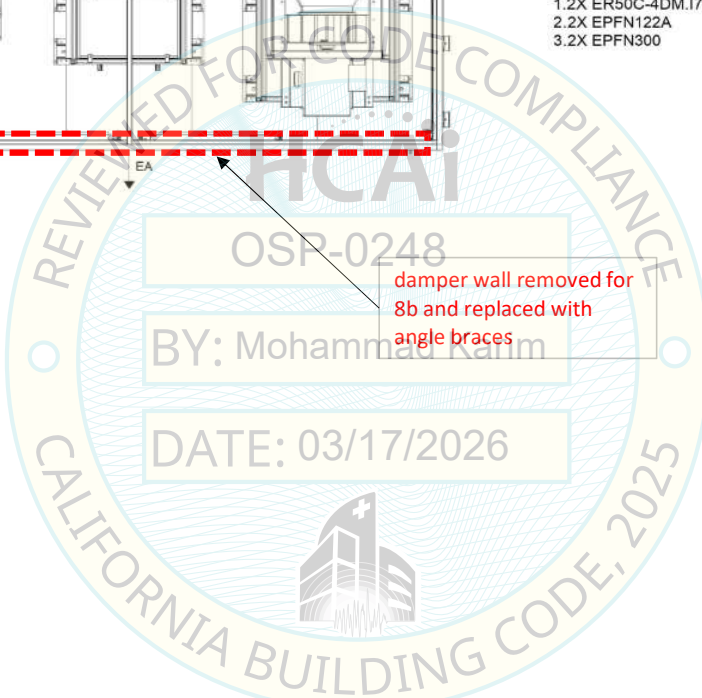 1.2X ER50C-4DM.I7
2.2X EPFN122A
3.2X EPFN300
EA
REVIEWED FOR CODE COMPLIANCE
HCAi
OSP-0248
damper wall removed for
8b and replaced with
angle braces
BY: Mohammad Karim
DATE: 03/17/2026
CALIFORNIA BUILDING CODE, 2025